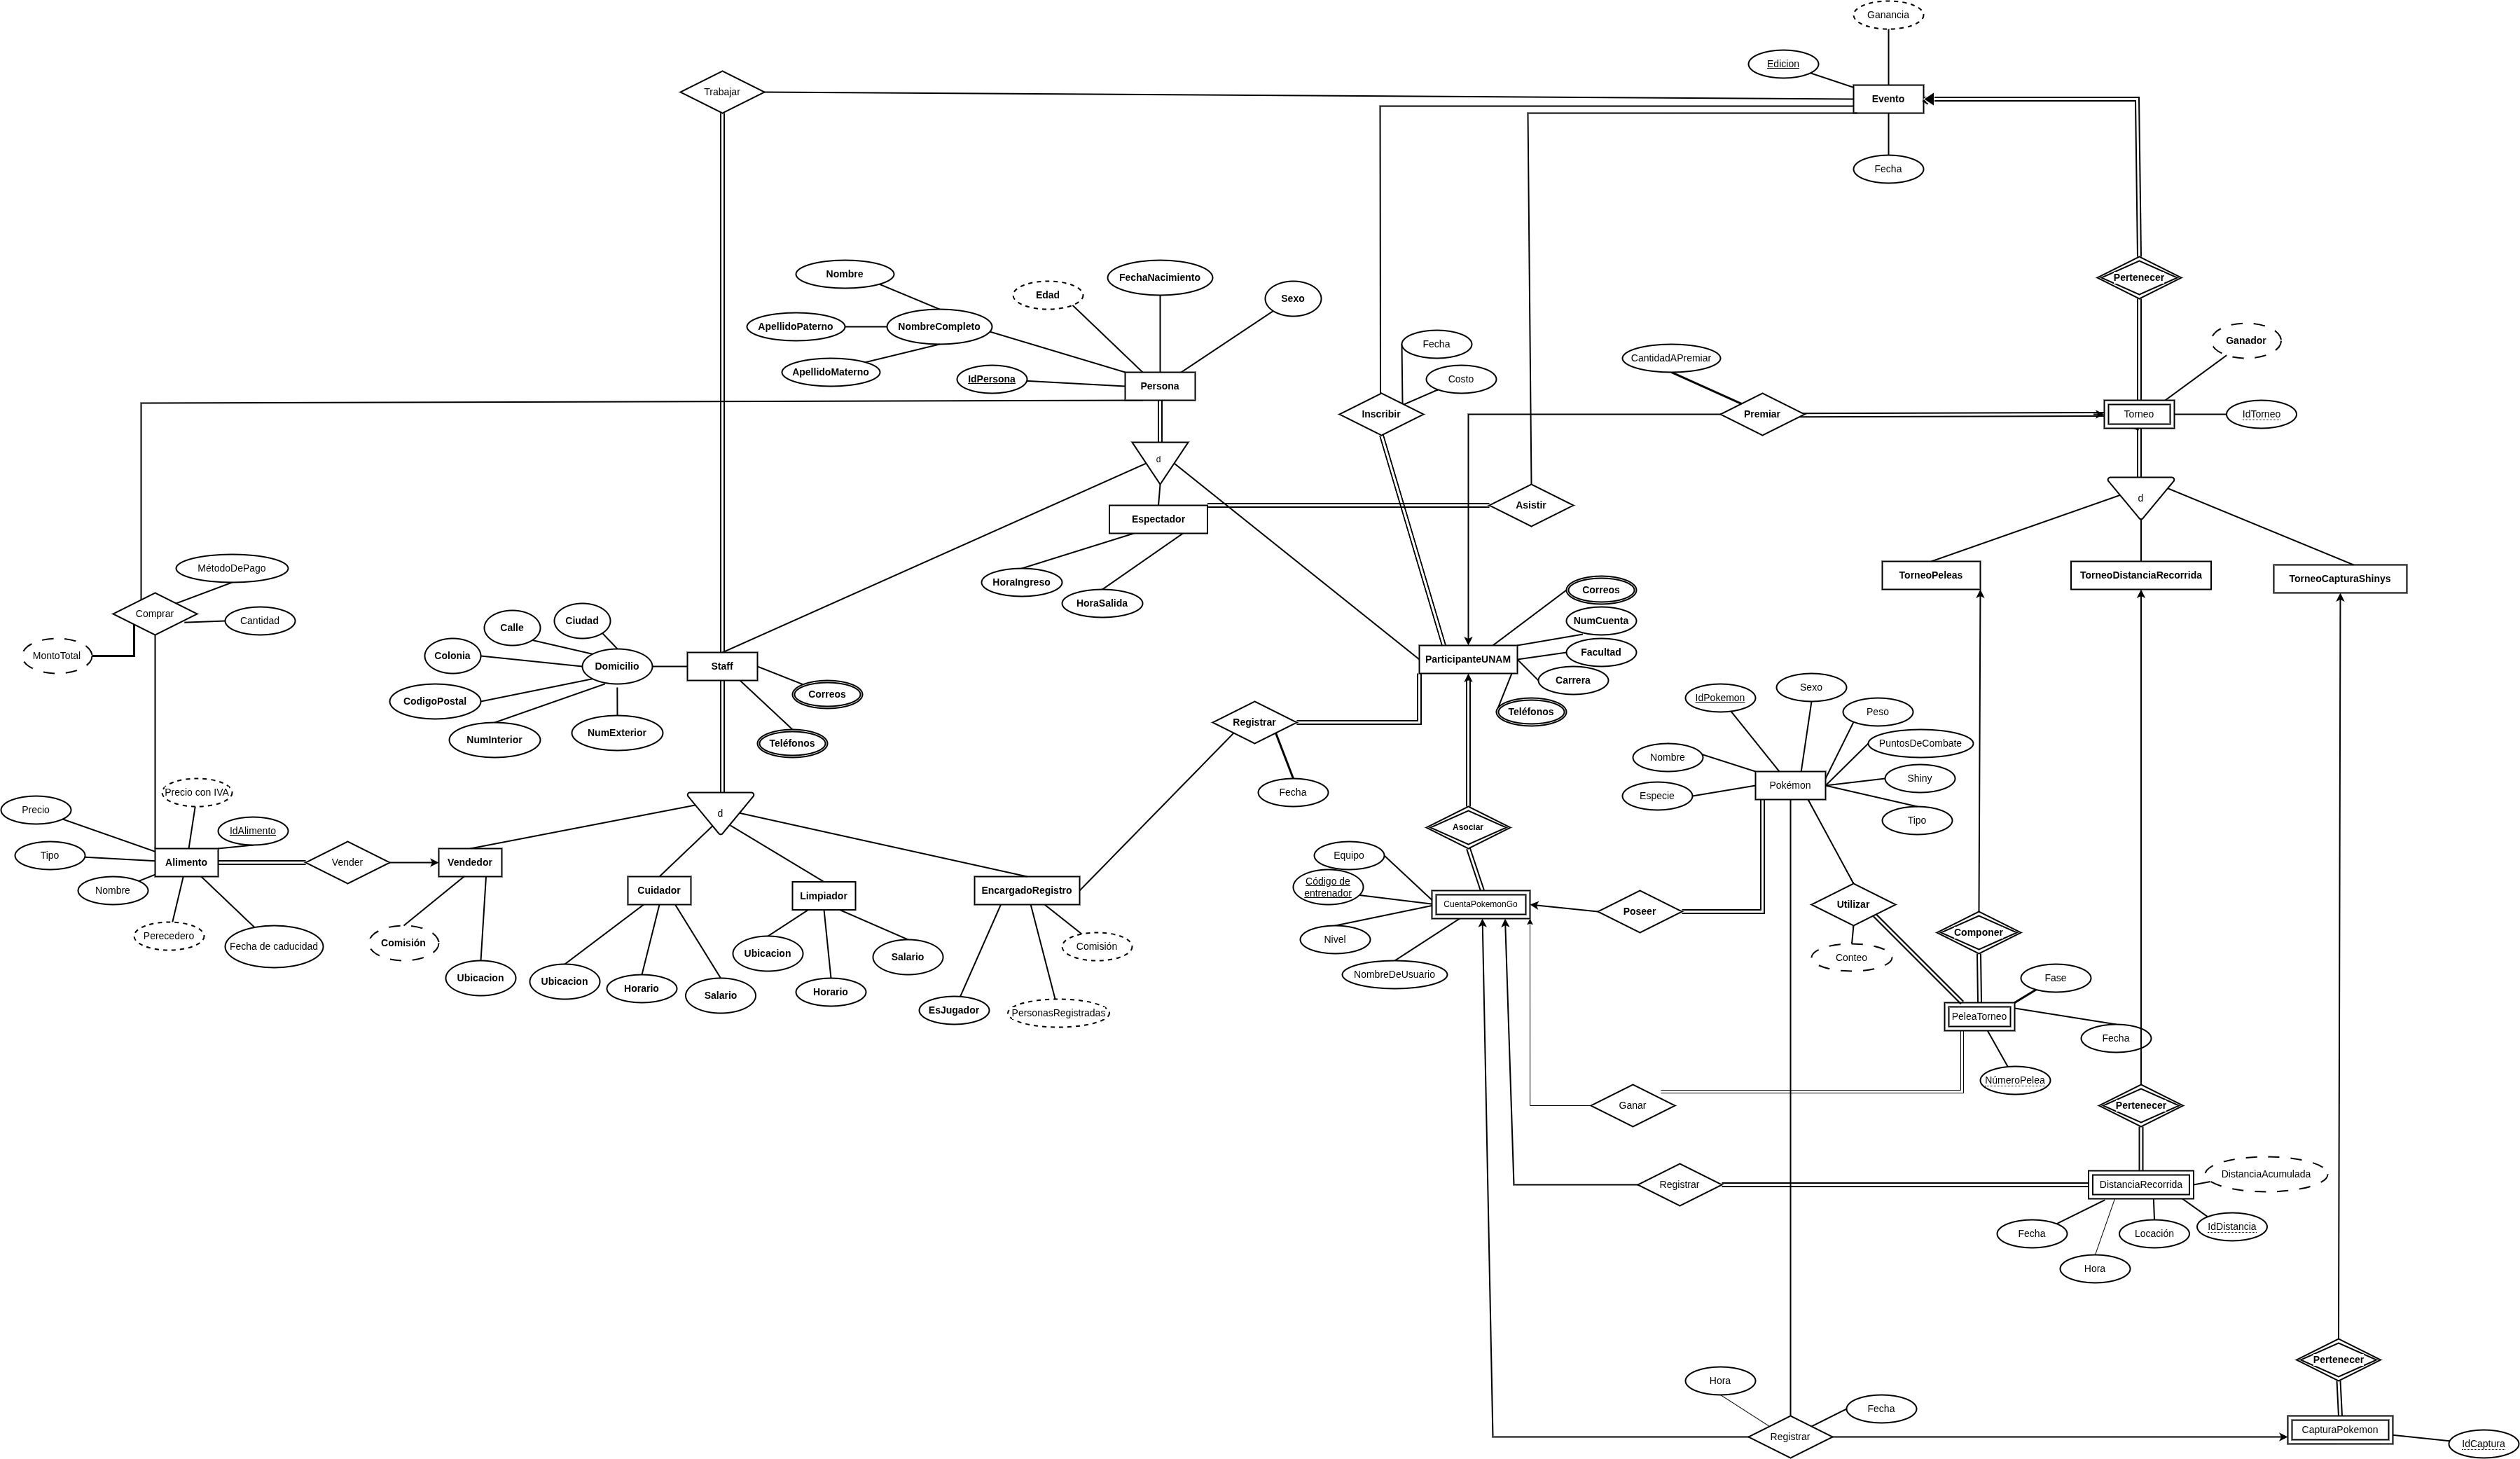 Ganancia
Edicion
Trabajar
Evento
Fecha
Nombre
FechaNacimiento
Pertenecer
Edad
Sexo
ApellidoPaterno
NombreCompleto
Fecha
Ganador
CantidadAPremiar
ApellidoMaterno
IdPersona
Persona
Costo
Inscribir
Premiar
Torneo
IdTorneo
d
d
Espectador
Asistir
MétodoDePago
HoraIngreso
TorneoPeleas
TorneoDistanciaRecorrida
TorneoCapturaShinys
Correos
HoraSalida
Comprar
Cantidad
Calle
Ciudad
NumCuenta
MontoTotal
Colonia
Domicilio
Staff
ParticipanteUNAM
Facultad
Carrera
CodigoPostal
Correos
IdPokemon
Sexo
Peso
Teléfonos
NumInterior
NumExterior
Teléfonos
Registrar
Nombre
PuntosDeCombate
Precio con IVA
Fecha
Pokémon
Shiny
Precio
Especie
d
Tipo
IdAlimento
Asociar
Tipo
Alimento
Vender
Vendedor
Equipo
Nombre
Cuidador
Limpiador
EncargadoRegistro
Código de
entrenador
CuentaPokemonGo
Poseer
Utilizar
Perecedero
Fecha de caducidad
Comisión
Ubicacion
Salario
Comisión
Nivel
Componer
Conteo
Ubicacion
Ubicacion
Horario
Salario
Horario
NombreDeUsuario
Fase
EsJugador
PersonasRegistradas
PeleaTorneo
Fecha
NúmeroPelea
Ganar
Pertenecer
DistanciaAcumulada
Registrar
DistanciaRecorrida
Fecha
Locación
IdDistancia
Hora
Pertenecer
Hora
Fecha
Registrar
CapturaPokemon
IdCaptura